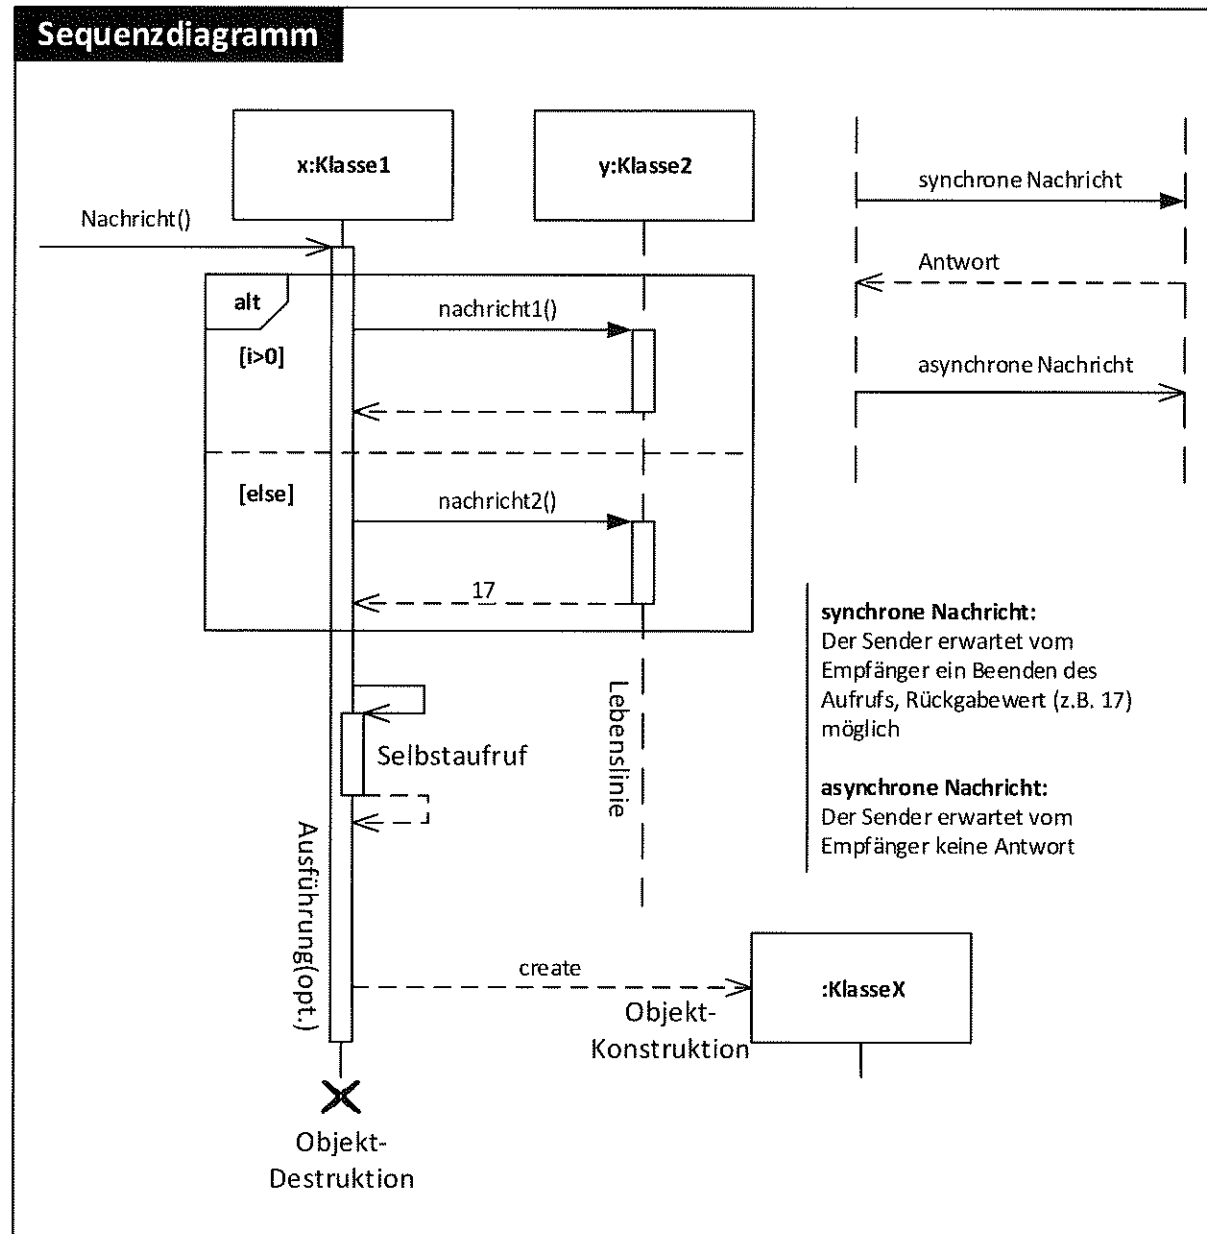 Sequenzdiagramm
x:Klasse1
y:Klasse2
Nachricht()
alt
[i>0]
nachricht1()
[else]
nachricht2()
17
Selbstaufruf
Ausführung(opt.)
Lebenslinie
create
Objekt-
Konstruktion
:KlasseX
Objekt-
Destruktion
synchrone Nachricht
Antwort
asynchrone Nachricht
synchrone Nachricht:
Der Sender erwartet vom
Empfänger ein Beenden des
Aufrufs, Rückgabewert (z.B. 17)
möglich
asynchrone Nachricht:
Der Sender erwartet vom
Empfänger keine Antwort